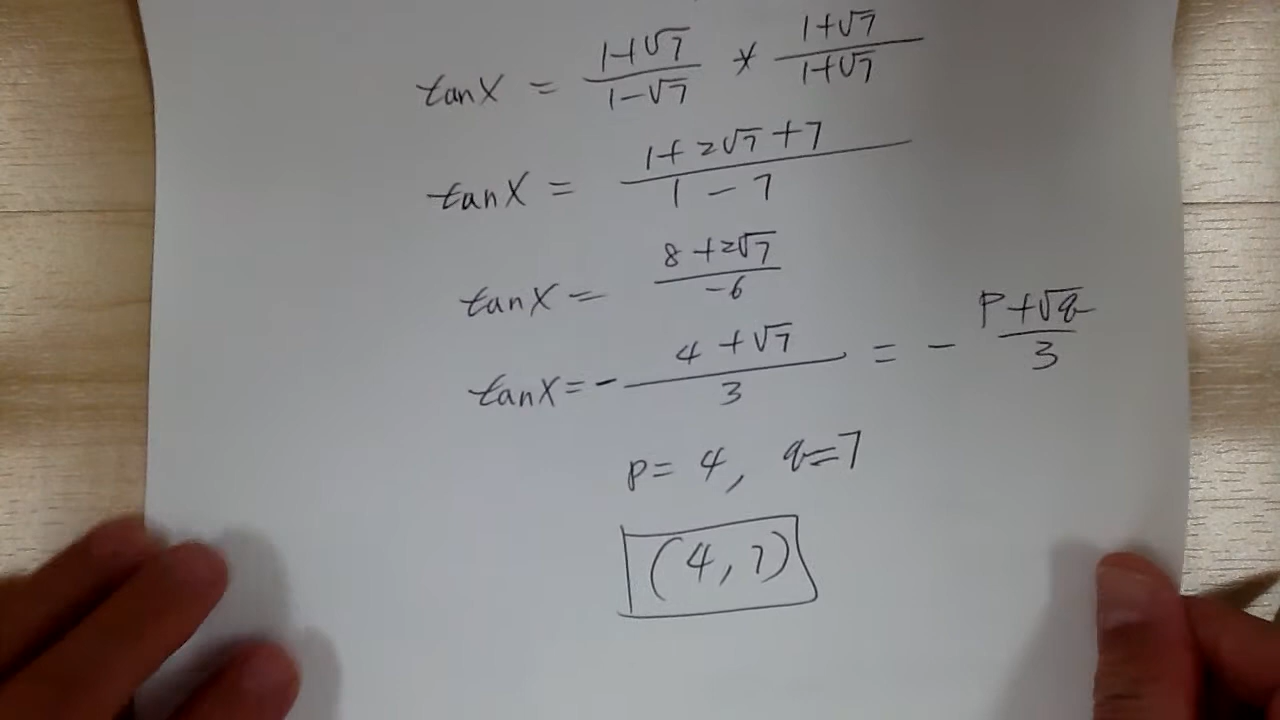 tanX = (1+√7)/(1-√7) * (1+√7)/(1+√7)
tanX = (1+2√7+7)/(1-7)
tanX = (8+2√7)/(-6)
tanX = - (4+√7)/3 = - (P+√q)/3
p= 4, q=7
(4, 7)